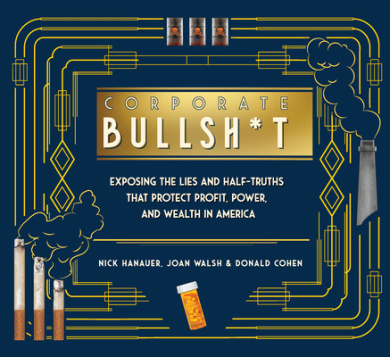 CORPORATE
BULLSH*T
EXPOSING THE LIES AND HALF-TRUTHS
THAT PROTECT PROFIT, POWER,
AND WEALTH IN AMERICA
NICK HANAUER, JOAN WALSH & DONALD COHEN